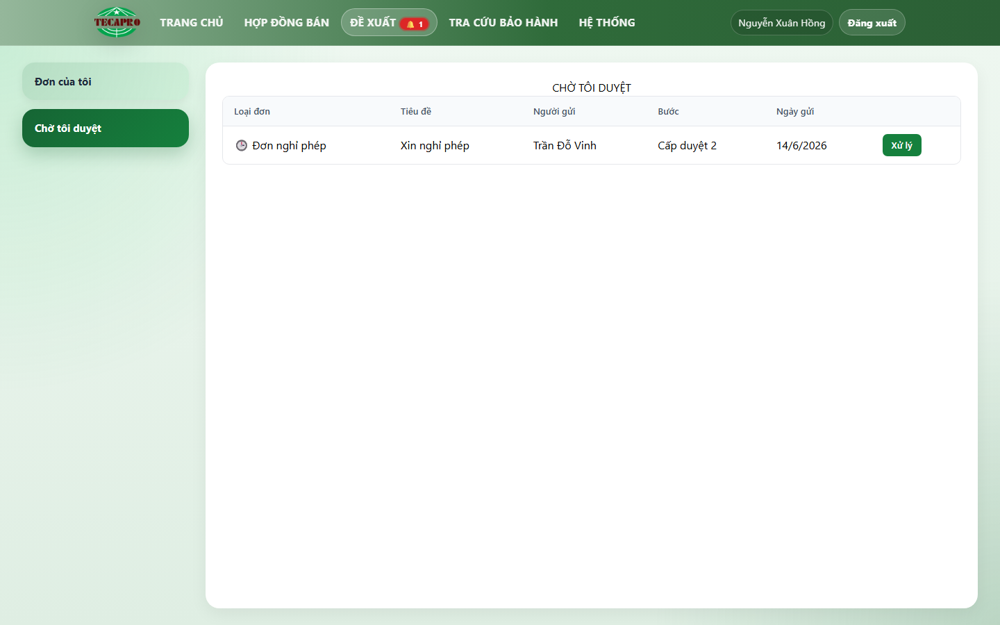 TECAPRO
TRANG CHỦ
HỢP ĐỒNG BÁN
ĐỀ XUẤT 1
TRA CỨU BẢO HÀNH
HỆ THỐNG
Nguyễn Xuân Hồng
Đăng xuất
Đơn của tôi
Chờ tôi duyệt
CHỜ TÔI DUYỆT
Loại đơn Tiêu đề Người gửi Bước Ngày gửi
Đơn nghỉ phép Xin nghỉ phép Trần Đỗ Vinh Cấp duyệt 2 14/6/2026 Xử lý